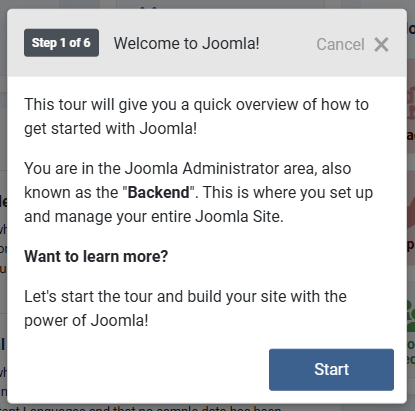 Step 1 of 6
Welcome to Joomla!
Cancel
This tour will give you a quick overview of how to
get started with Joomla!
You are in the Joomla Administrator area, also
known as the "Backend". This is where you set up
and manage your entire Joomla Site.
Want to learn more?
Let's start the tour and build your site with the
power of Joomla!
Start